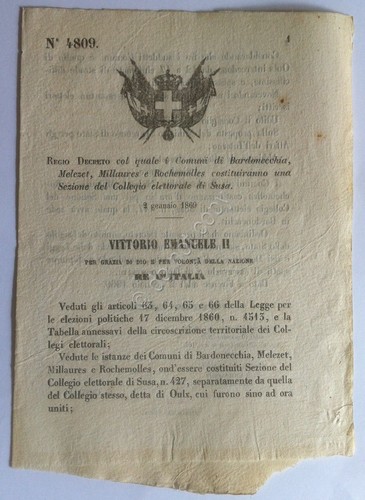 N° 4809.
1
REGIO DECRETO col quale i Comuni di Bardonecchia,
Melezet, Millaures e Rochemolles costituiranno una
Sezione del Collegio elettorale di Susa.
2 gennaio 1860
VITTORIO EMANUELE II
PER GRAZIA DI DIO E PER VOLONTÀ DELLA NAZIONE
RE D'ITALIA
Veduti gli articoli 63, 64, 65 e 66 della Legge per
le elezioni politiche 17 dicembre 1860, n. 4513, e la
Tabella annessavi della circoscrizione territoriale dei Col-
legi elettorali;
Vedute le istanze dei Comuni di Bardonecchia, Melezet,
Millaures e Rochemolles, ond'essere costituiti Sezione del
Collegio elettorale di Susa, n. 427, separatamente da quella
del Collegio stesso, detta di Oulx, cui furono sino ad ora
uniti;